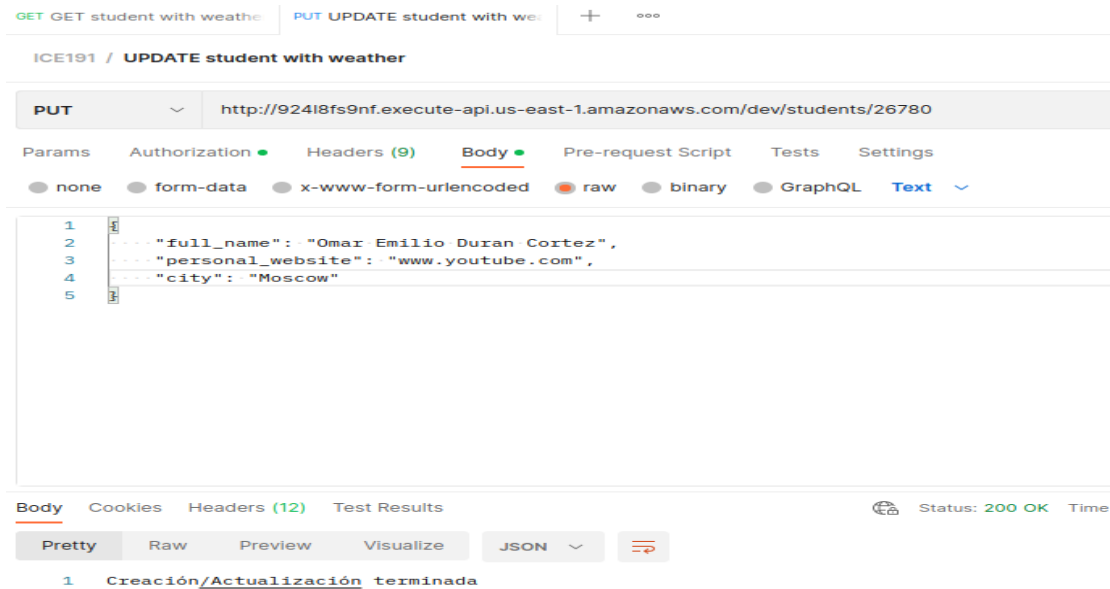 GET GET student with weathe PUT UPDATE student with wea
ICE191 / UPDATE student with weather
PUT http://924l8fs9nf.execute-api.us-east-1.amazonaws.com/dev/students/26780
Params Authorization Headers (9) Body Pre-request Script Tests Settings
none form-data x-www-form-urlencoded raw binary GraphQL Text
1 {
2 "full_name": "Omar Emilio Duran Cortez",
3 "personal_website": "www.youtube.com",
4 "city": "Moscow"
5 }
Body Cookies Headers (12) Test Results Status: 200 OK Time
Pretty Raw Preview Visualize JSON
1 Creación/Actualización terminada